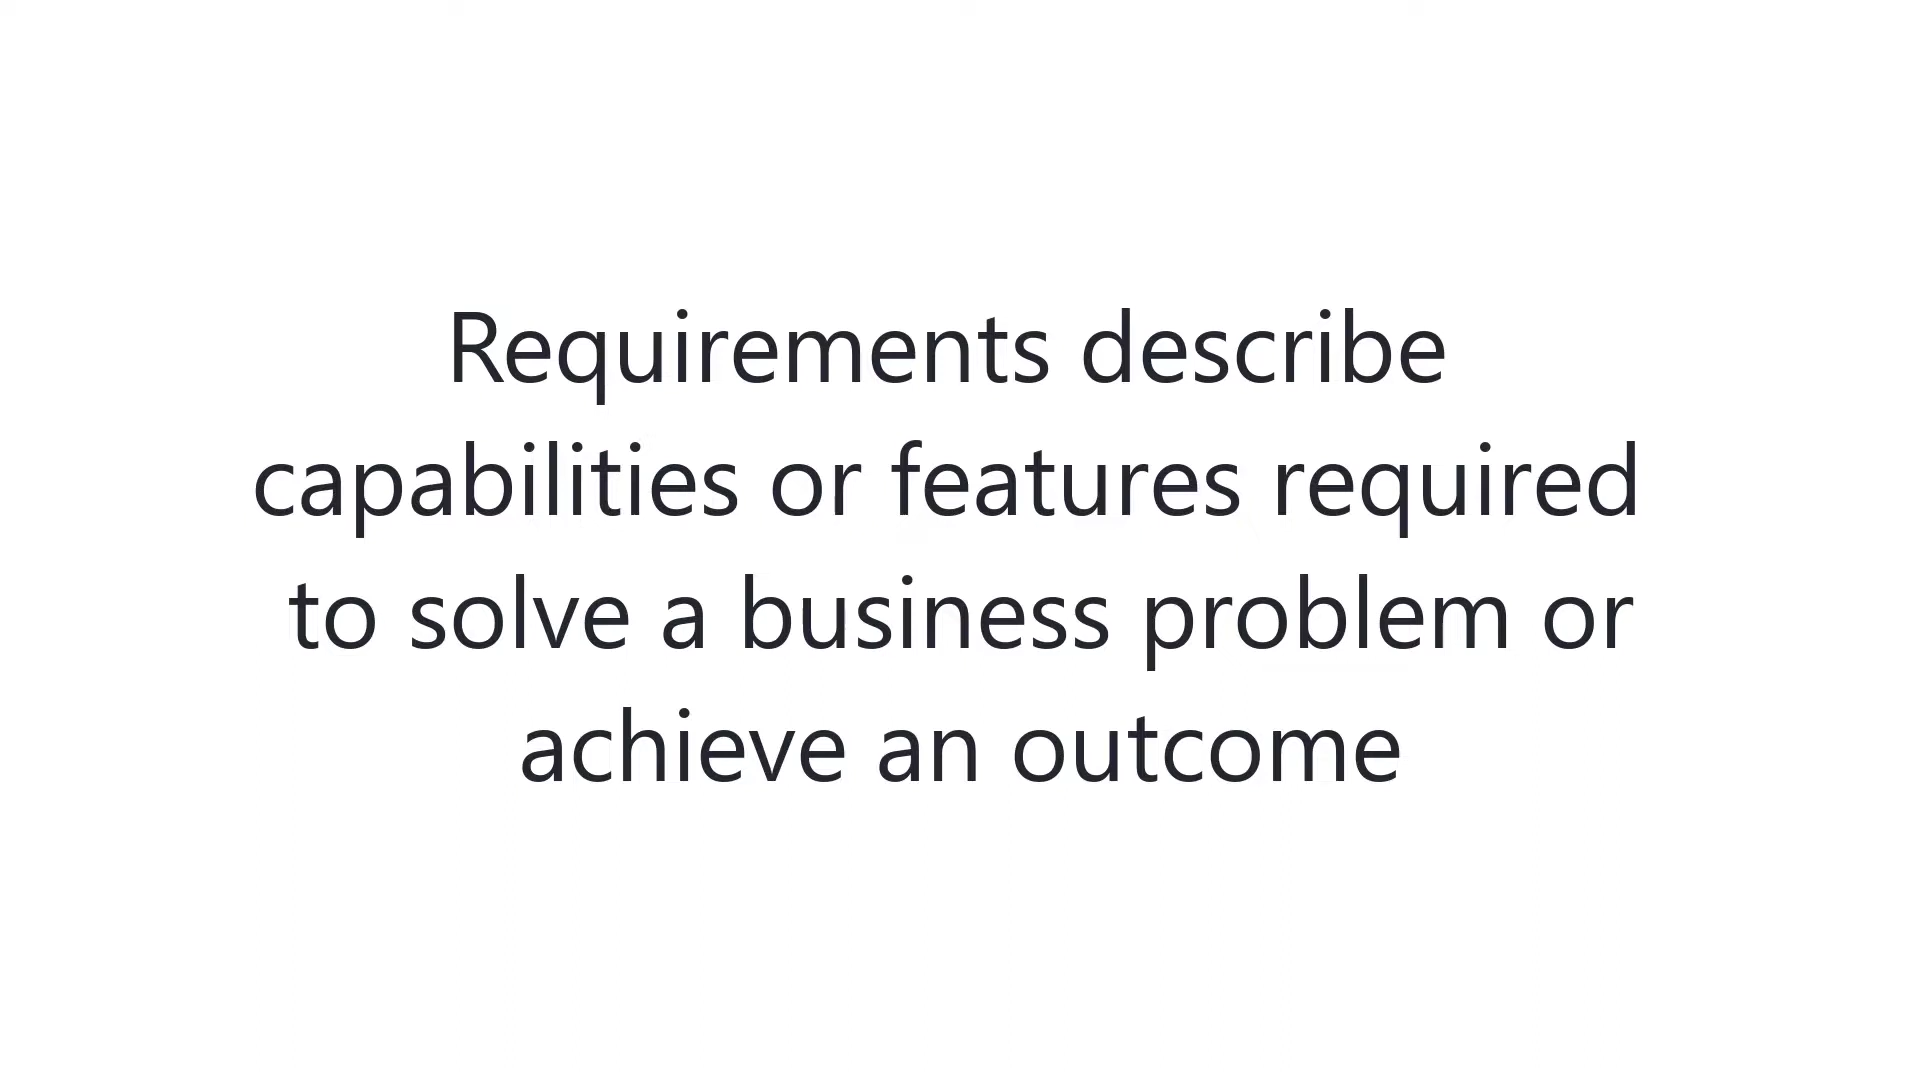 Requirements describe
capabilities or features required
to solve a business problem or
achieve an outcome